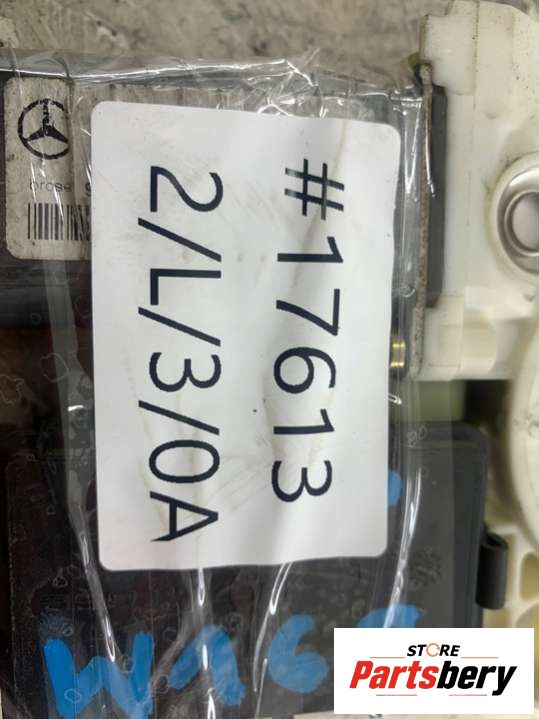 #17613
2/L/3/0A
STORE
Partsbery